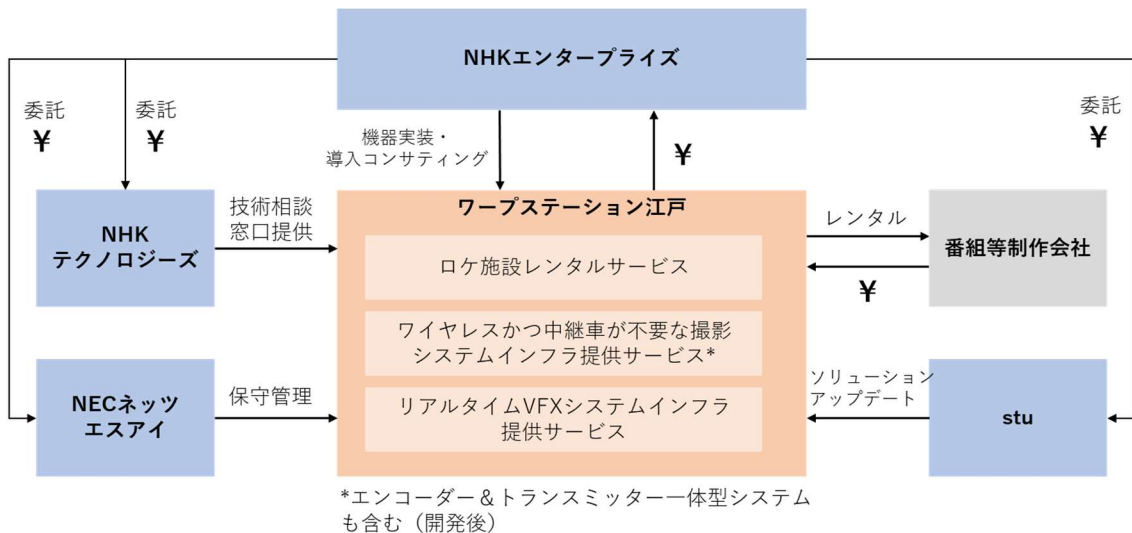 NHKエンタープライズ
委託
¥
委託
¥
委託
¥
機器実装・
導入コンサティング
¥
NHK
テクノロジーズ
技術相談
窓口提供
ワープステーション江戸
ロケ施設レンタルサービス
ワイヤレスかつ中継車が不要な撮影
システムインフラ提供サービス*
リアルタイムVFXシステムインフラ
提供サービス
レンタル
¥
番組等制作会社
NECネッツ
エスアイ
保守管理
ソリューション
アップデート
stu
*エンコーダー＆トランスミッター一体型システム
も含む（開発後）